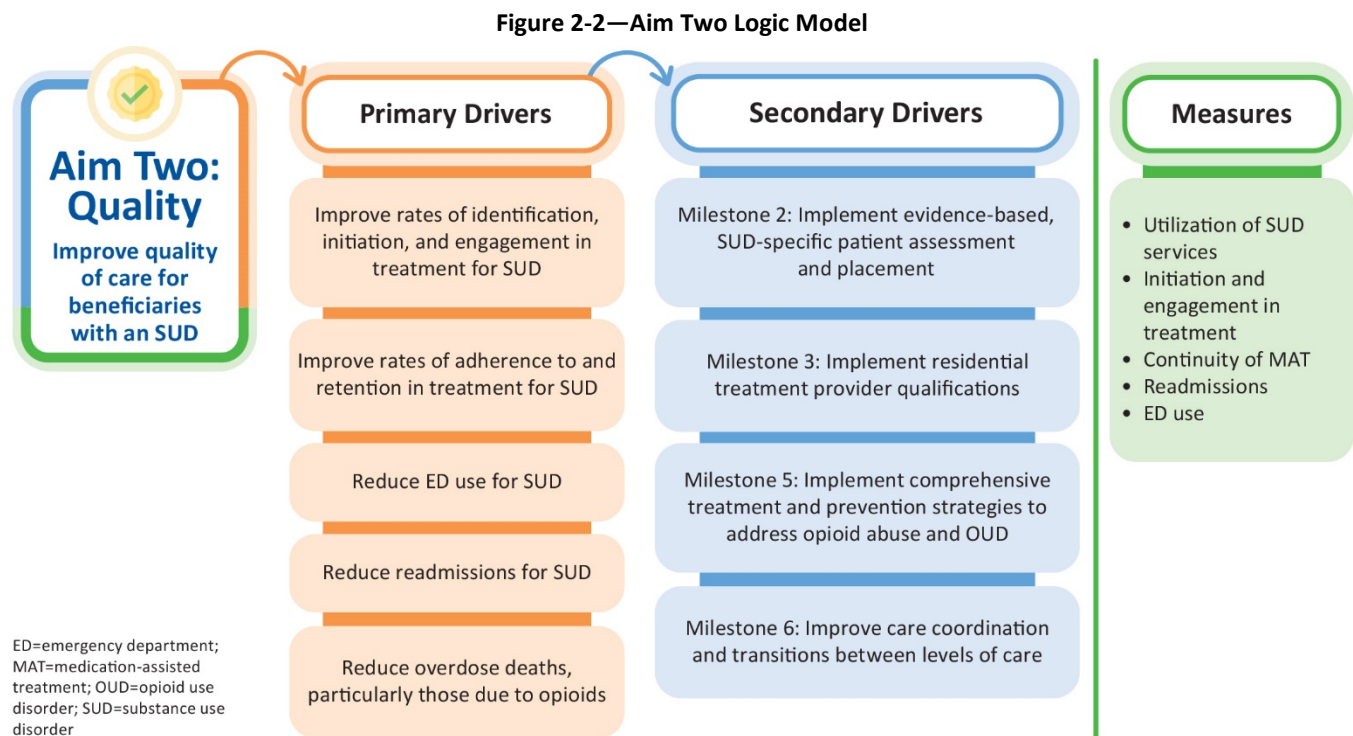 Figure 2-2—Aim Two Logic Model
Aim Two:
Quality
Improve quality
of care for
beneficiaries
with an SUD
Primary Drivers
Improve rates of identification,
initiation, and engagement in
treatment for SUD
Improve rates of adherence to and
retention in treatment for SUD
Reduce ED use for SUD
Reduce readmissions for SUD
Reduce overdose deaths,
particularly those due to opioids
Secondary Drivers
Milestone 2: Implement evidence-based,
SUD-specific patient assessment
and placement
Milestone 3: Implement residential
treatment provider qualifications
Milestone 5: Implement comprehensive
treatment and prevention strategies to
address opioid abuse and OUD
Milestone 6: Improve care coordination
and transitions between levels of care
Measures
• Utilization of SUD
services
• Initiation and
engagement in
treatment
• Continuity of MAT
• Readmissions
• ED use
ED=emergency department;
MAT=medication-assisted
treatment; OUD=opioid use
disorder; SUD=substance use
disorder